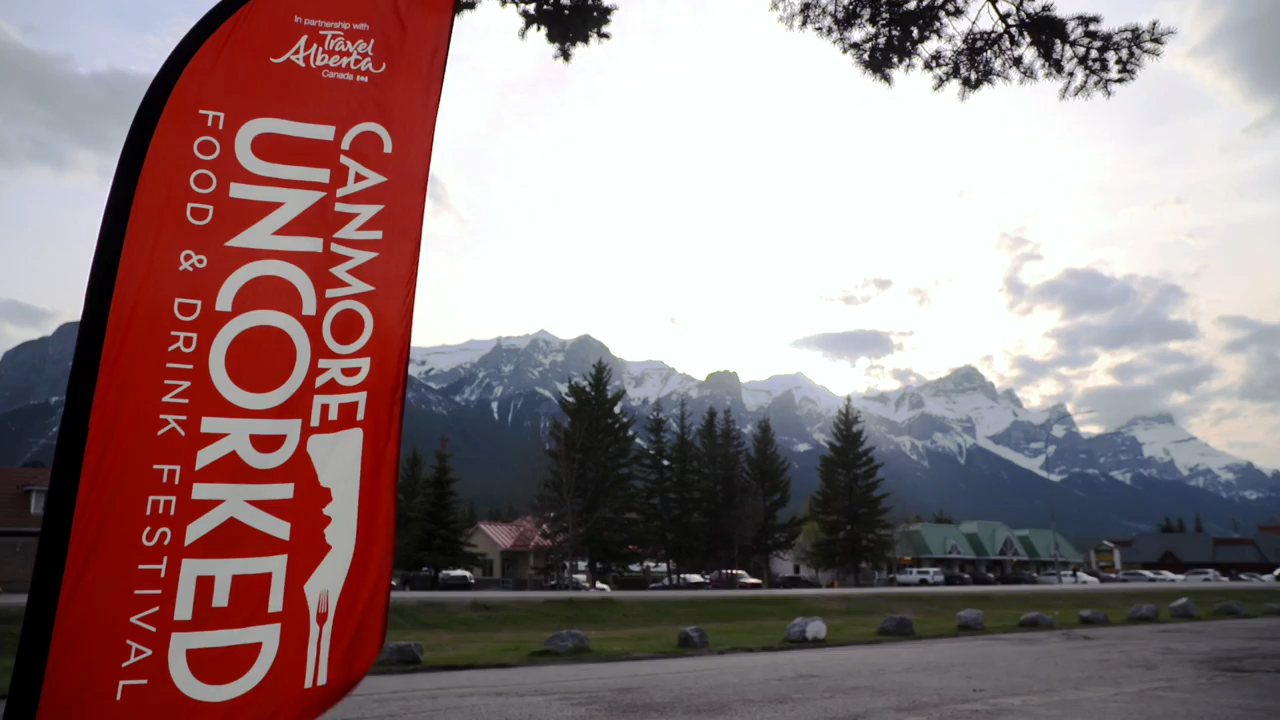 In partnership with
Travel
Alberta
Canada
CANMORE
UNCORKED
FOOD & DRINK FESTIVAL